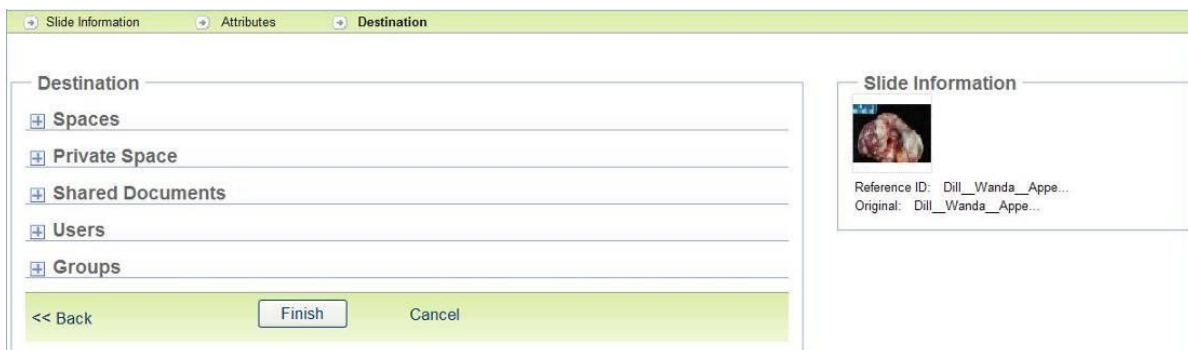 Slide Information Attributes Destination
Destination
Spaces
Private Space
Shared Documents
Users
Groups
<< Back Finish Cancel
Slide Information
Reference ID: Dill__Wanda__Appe...
Original: Dill__Wanda__Appe...